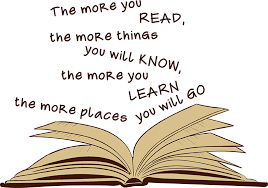 The more you
READ,
the more things
you will KNOW,
the more you
LEARN
the more places you will GO